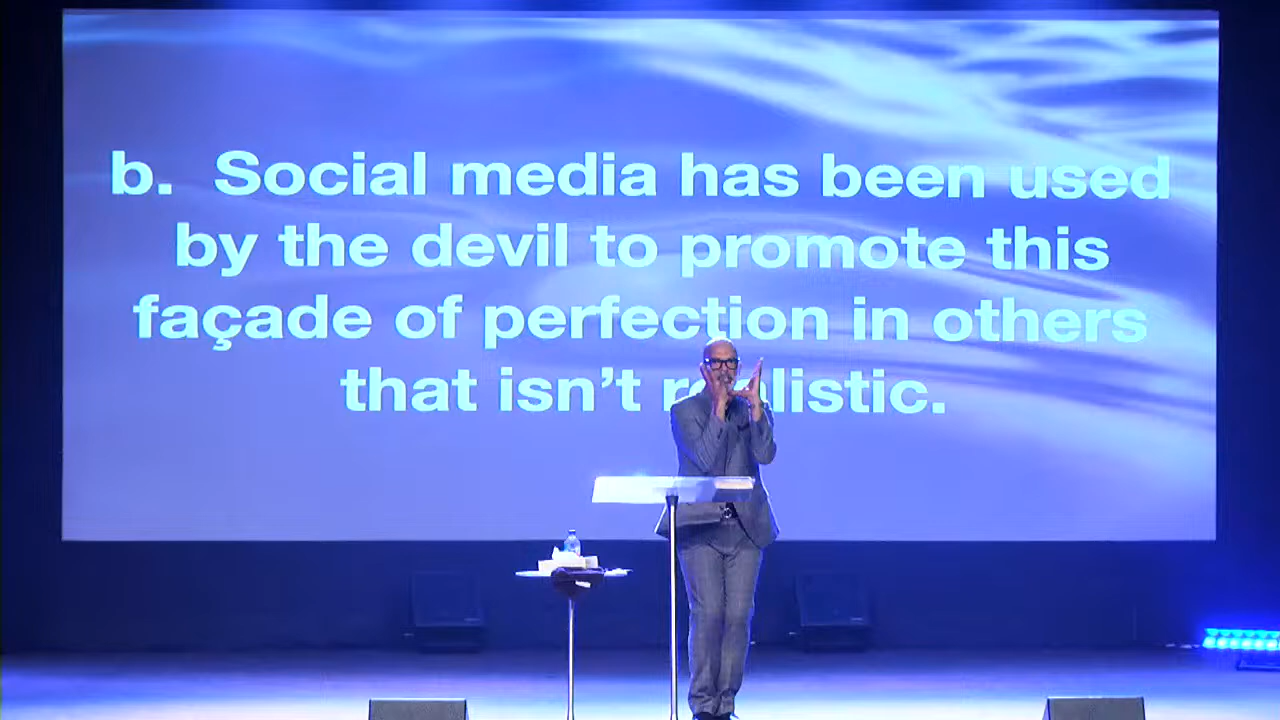 b. Social media has been used
by the devil to promote this
façade of perfection in others
that isn’t realistic.